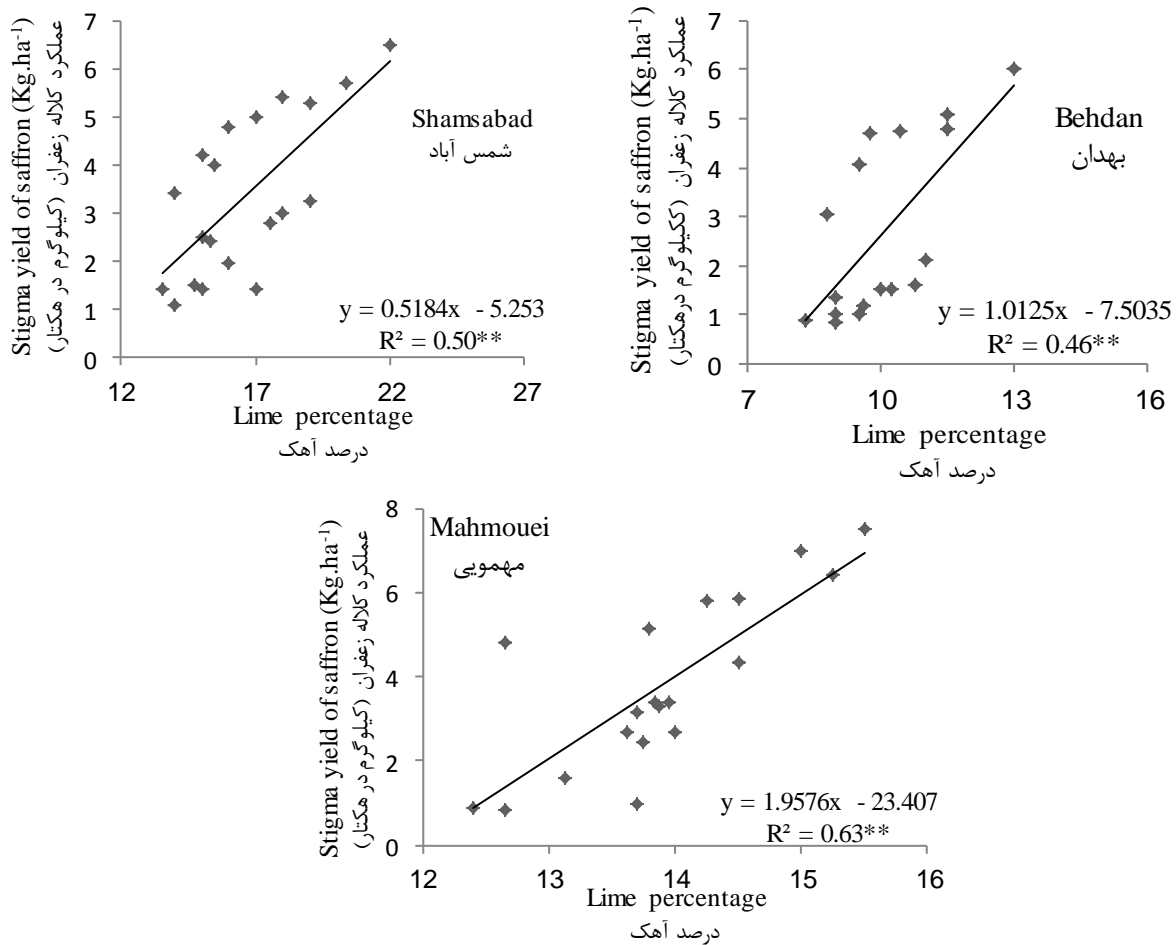 Stigma yield of saffron (Kg.ha⁻¹)
عملکرد کلاله زعفران (کیلوگرم در هکتار)
7
6
5
4
3
2
1
0
Shamsabad
شمس آباد
y = 0.5184x - 5.253
R² = 0.50**
12 17 22 27
Lime percentage
درصد آهک
Stigma yield of saffron (Kg.ha⁻¹)
عملکرد کلاله زعفران (ککیلوگرم درهکتار)
7
6
5
4
3
2
1
0
Behdan
بهدان
y = 1.0125x - 7.5035
R² = 0.46**
7 10 13 16
Lime percentage
درصد آهک
Stigma yield of saffron (Kg.ha⁻¹)
عملکرد کلاله زعفران (کیلوگرم در هکتار)
8
6
4
2
0
Mahmouei
مهمویی
y = 1.9576x - 23.407
R² = 0.63**
12 13 14 15 16
Lime percentage
درصد آهک